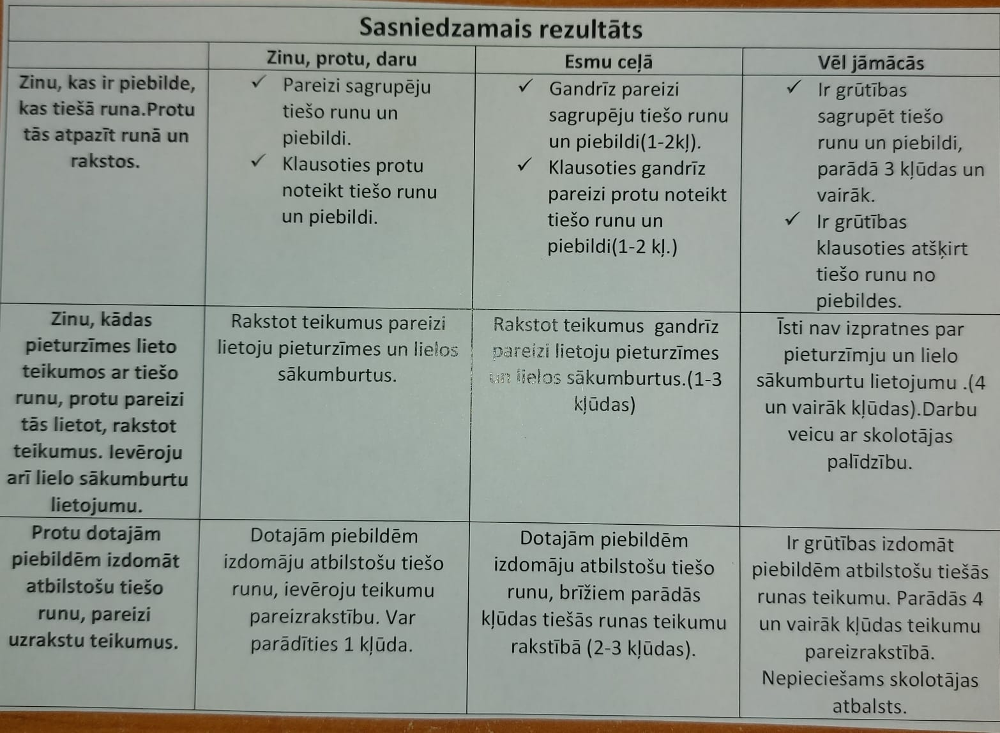 Sasniedzamais rezultāts
Zinu, protu, daru
Esmu ceļā
Vēl jāmācās
Zinu, kas ir piebilde,
kas tiešā runa.Protu
tās atpazīt runā un
rakstos.
✓ Pareizi sagrupēju
tiešo runu un
piebildi.
✓ Klausoties protu
noteikt tiešo runu
un piebildi.
✓ Gandrīz pareizi
sagrupēju tiešo runu
un piebildi(1-2kļ).
✓ Klausoties gandrīz
pareizi protu noteikt
tiešo runu un
piebildi(1-2 kļ.)
✓ Ir grūtības
sagrupēt tiešo
runu un piebildi,
parādā 3 kļūdas un
vairāk.
✓ Ir grūtības
klausoties atšķirt
tiešo runu no
piebildes.
Zinu, kādas
pieturzīmes lieto
teikumos ar tiešo
runu, protu pareizi
tās lietot, rakstot
teikumus. Ievēroju
arī lielo sākumburtu
lietojumu.
Rakstot teikumus pareizi
lietoju pieturzīmes un lielos
sākumburtus.
Rakstot teikumus gandrīz
pareizi lietoju pieturzīmes
un lielos sākumburtus.(1-3
kļūdas)
Īsti nav izpratnes par
pieturzīmju un lielo
sākumburtu lietojumu .(4
un vairāk kļūdas).Darbu
veicu ar skolotājas
palīdzību.
Protu dotajām
piebildēm izdomāt
atbilstošu tiešo
runu, pareizi
uzrakstu teikumus.
Dotajām piebildēm
izdomāju atbilstošu tiešo
runu, ievēroju teikumu
pareizrakstību. Var
parādīties 1 kļūda.
Dotajām piebildēm
izdomāju atbilstošu tiešo
runu, brīžiem parādās
kļūdas tiešās runas teikumu
rakstībā (2-3 kļūdas).
Ir grūtības izdomāt
piebildēm atbilstošu tiešās
runas teikumu. Parādās 4
un vairāk kļūdas teikumu
pareizrakstībā.
Nepieciešams skolotājas
atbalsts.